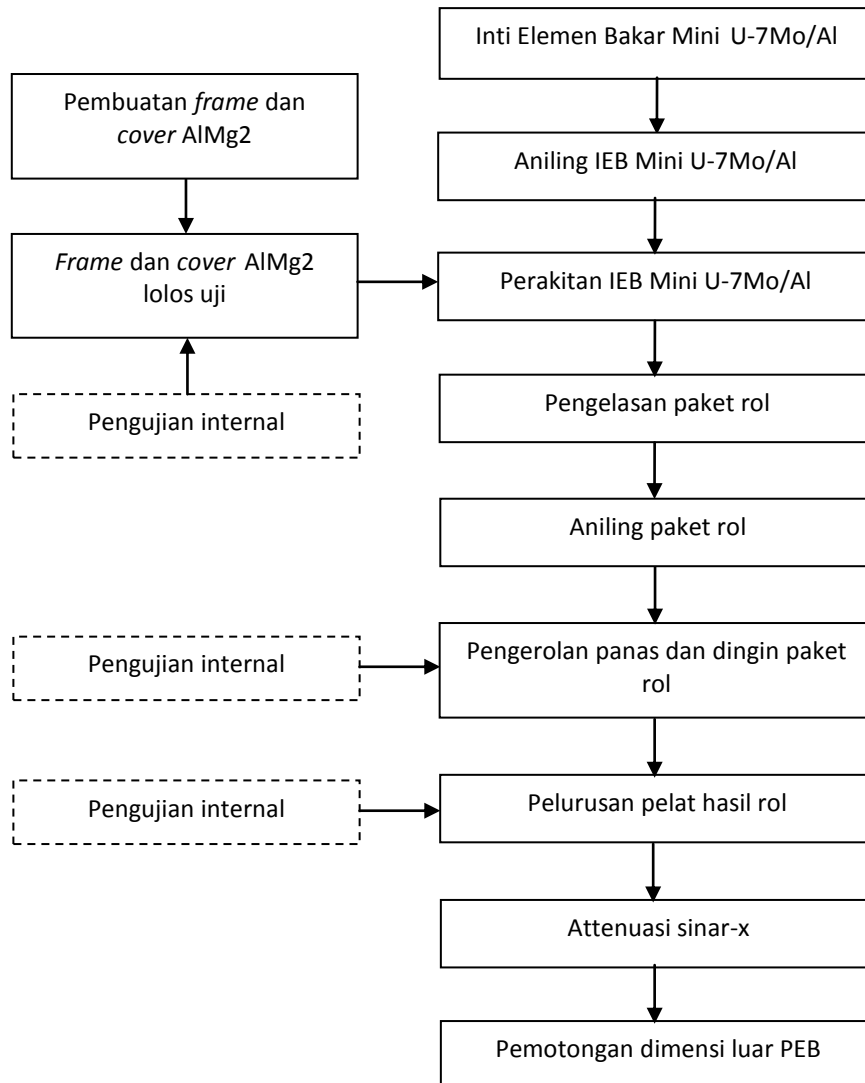 Inti Elemen Bakar Mini U-7Mo/Al
Pembuatan frame dan
cover AlMg2
Aniling IEB Mini U-7Mo/Al
Frame dan cover AlMg2
lolos uji
Perakitan IEB Mini U-7Mo/Al
Pengujian internal
Pengelasan paket rol
Aniling paket rol
Pengujian internal
Pengerolan panas dan dingin paket
rol
Pengujian internal
Pelurusan pelat hasil rol
Attenuasi sinar-x
Pemotongan dimensi luar PEB